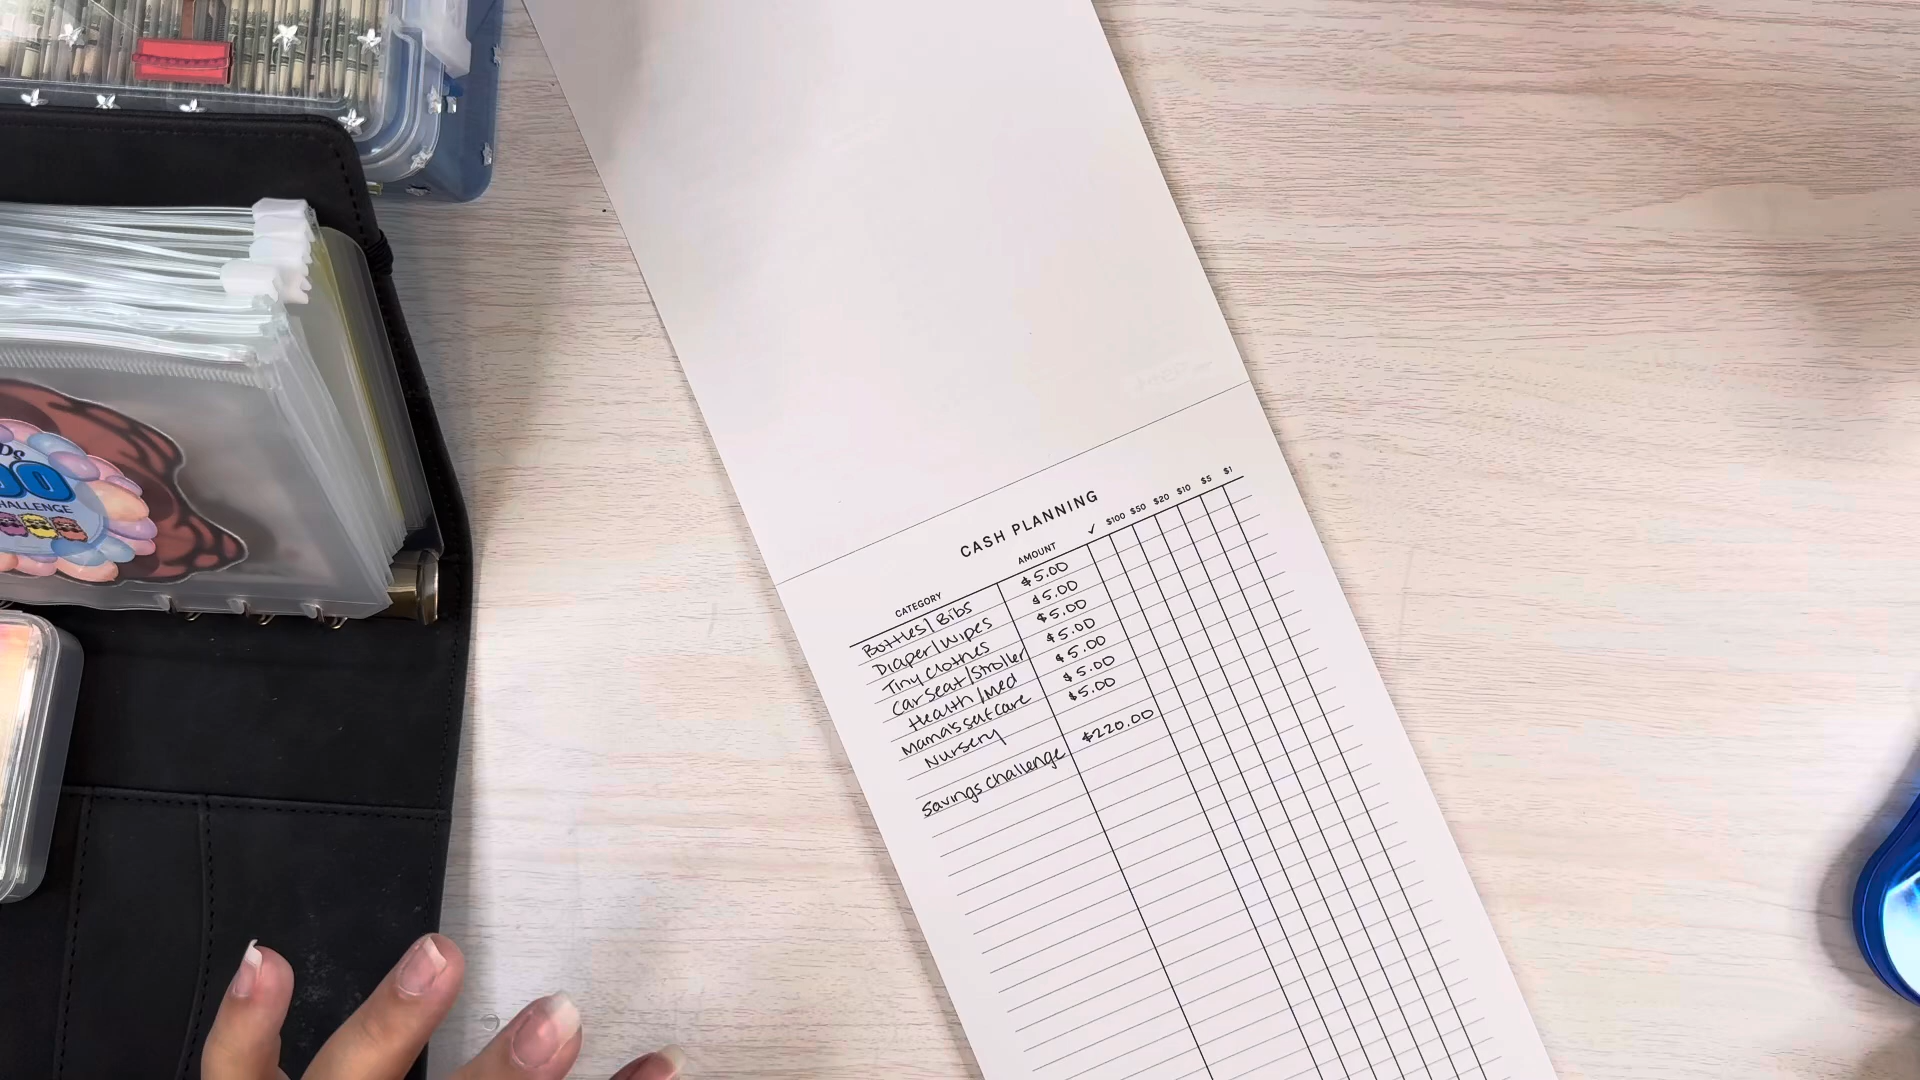 00
CHALLENGE
CASH PLANNING
CATEGORY AMOUNT ✓ $100 $50 $20 $10 $5 $1
Bottles/Bibs $5.00
Diaper/Wipes $5.00
Tiny Clothes $5.00
Car Seat/Stroller $5.00
Health/Med $5.00
Mama's self care $5.00
Nursery $5.00
Savings Challenge $220.00